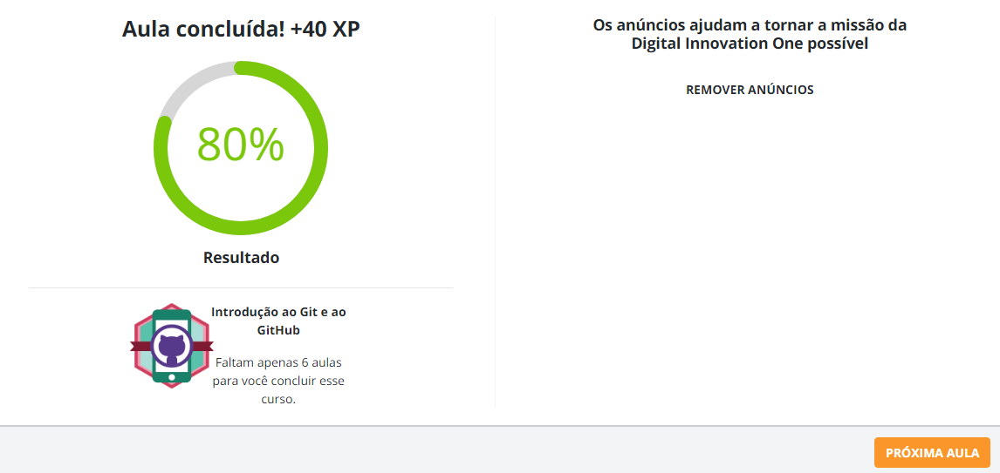 Aula concluída! +40 XP
80%
Resultado
Introdução ao Git e ao
GitHub
Faltam apenas 6 aulas
para você concluir esse
curso.
Os anúncios ajudam a tornar a missão da
Digital Innovation One possível
REMOVER ANÚNCIOS
PRÓXIMA AULA